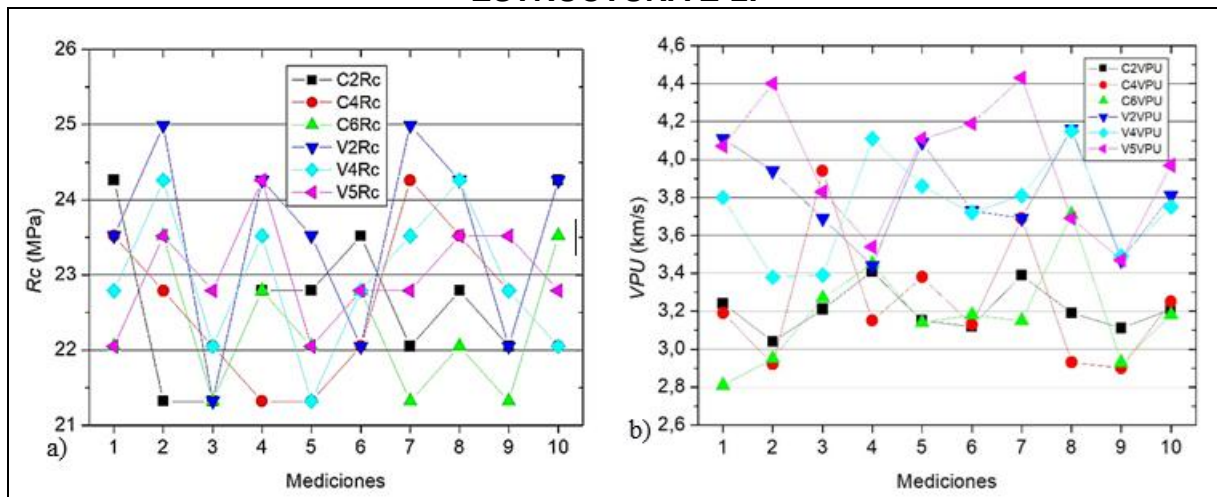 26
25
24
23
22
21
Rc (MPa)
C2Rc
C4Rc
C6Rc
V2Rc
V4Rc
V5Rc
1 2 3 4 5 6 7 8 9 10
a)
Mediciones
4,6
4,4
4,2
4,0
3,8
3,6
3,4
3,2
3,0
2,8
2,6
VPU (km/s)
C2VPU
C4VPU
C6VPU
V2VPU
V4VPU
V5VPU
1 2 3 4 5 6 7 8 9 10
b)
Mediciones